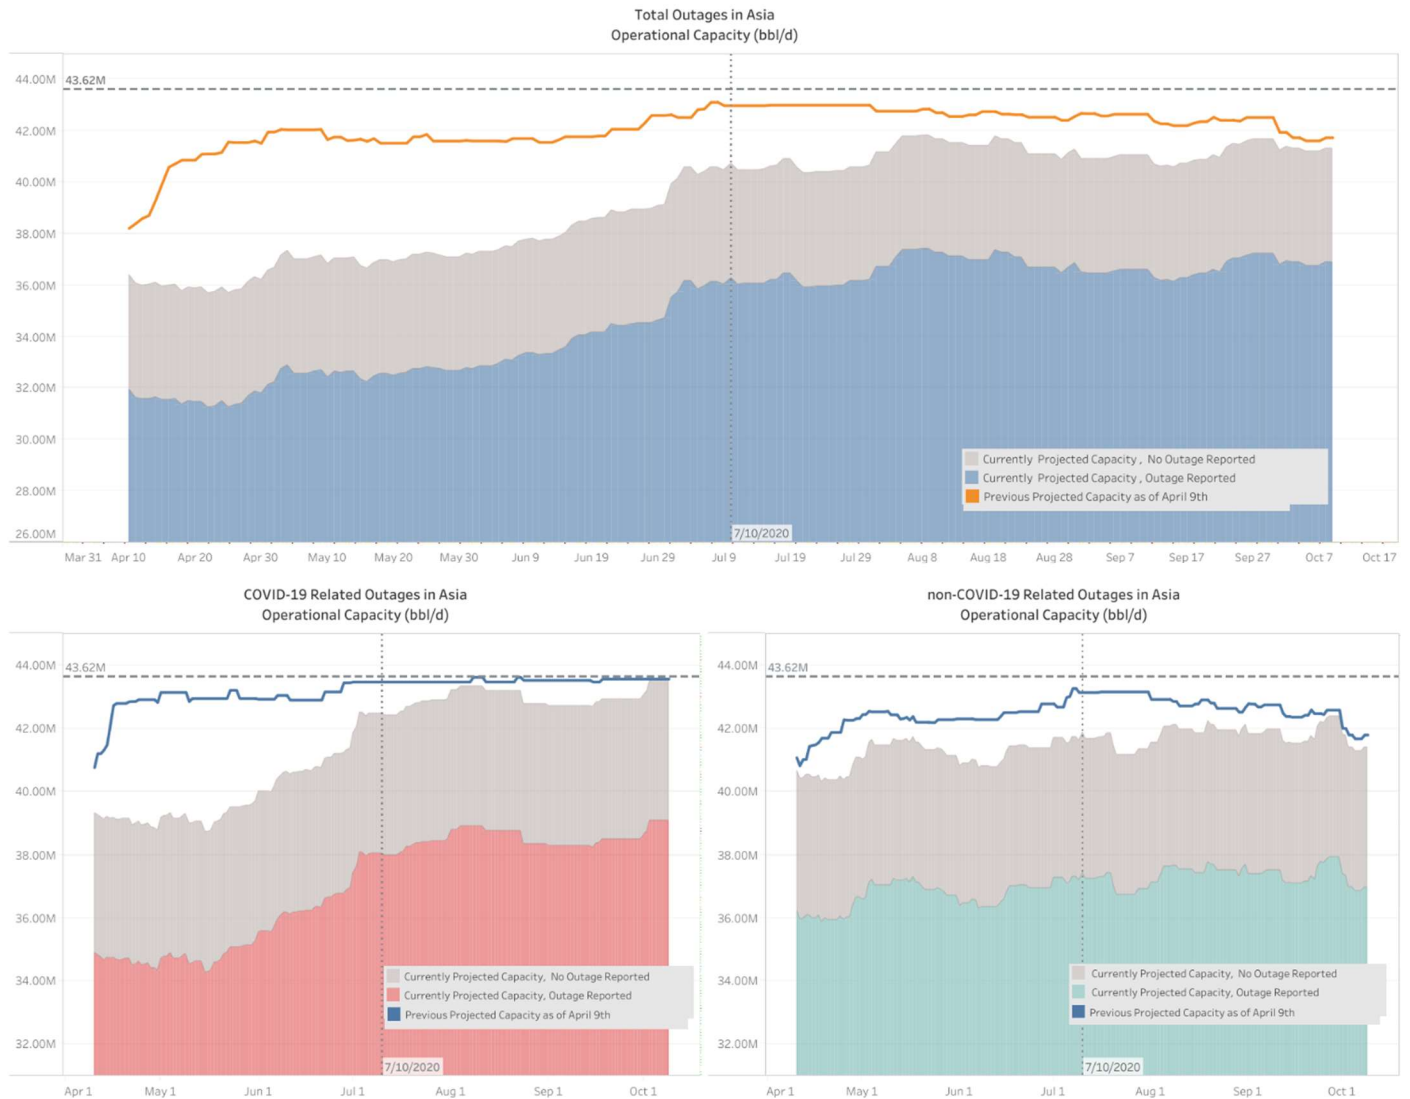 Total Outages in Asia
Operational Capacity (bbl/d)
44.00M
43.62M
42.00M
40.00M
38.00M
36.00M
34.00M
32.00M
30.00M
28.00M
26.00M
Currently Projected Capacity , No Outage Reported
Currently Projected Capacity , Outage Reported
Previous Projected Capacity as of April 9th
7/10/2020
Mar 31 Apr 10 Apr 20 Apr 30 May 10 May 20 May 30 Jun 9 Jun 19 Jun 29 Jul 9 Jul 19 Jul 29 Aug 8 Aug 18 Aug 28 Sep 7 Sep 17 Sep 27 Oct 7 Oct 17
COVID-19 Related Outages in Asia
Operational Capacity (bbl/d)
44.00M
43.62M
42.00M
40.00M
38.00M
36.00M
34.00M
32.00M
Currently Projected Capacity, No Outage Reported
Currently Projected Capacity, Outage Reported
Previous Projected Capacity as of April 9th
7/10/2020
Apr 1 May 1 Jun 1 Jul 1 Aug 1 Sep 1 Oct 1
non-COVID-19 Related Outages in Asia
Operational Capacity (bbl/d)
44.00M
43.62M
42.00M
40.00M
38.00M
36.00M
34.00M
32.00M
Currently Projected Capacity, No Outage Reported
Currently Projected Capacity, Outage Reported
Previous Projected Capacity as of April 9th
7/10/2020
Apr 1 May 1 Jun 1 Jul 1 Aug 1 Sep 1 Oct 1